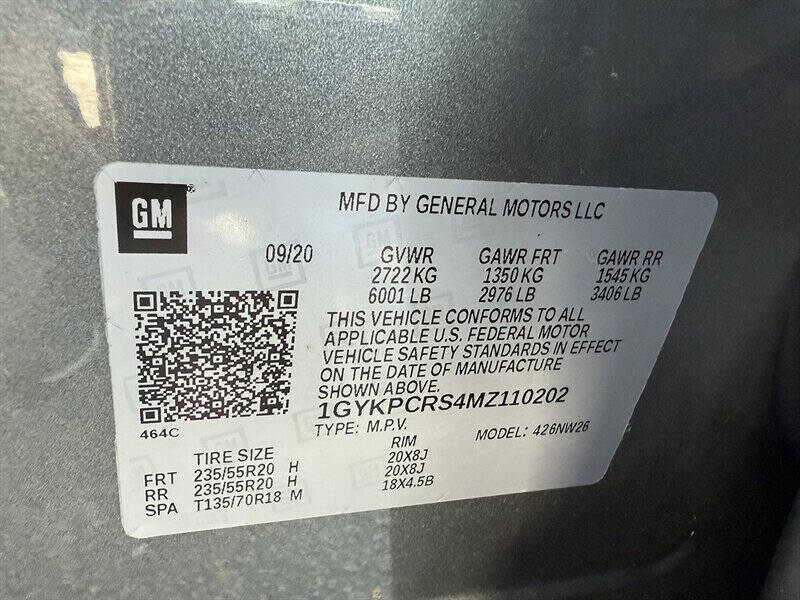 GM
MFD BY GENERAL MOTORS LLC
09/20 GVWR GAWR FRT GAWR RR
2722 KG 1350 KG 1545 KG
6001 LB 2976 LB 3406 LB
THIS VEHICLE CONFORMS TO ALL
APPLICABLE U.S. FEDERAL MOTOR
VEHICLE SAFETY STANDARDS IN EFFECT
ON THE DATE OF MANUFACTURE
SHOWN ABOVE.
1GYKPCRS4MZ110202
464C
TYPE: M.P.V. MODEL: 426NW26
TIRE SIZE RIM
FRT 235/55R20 H 20X8J
RR 235/55R20 H 20X8J
SPA T135/70R18 M 18X4.5B